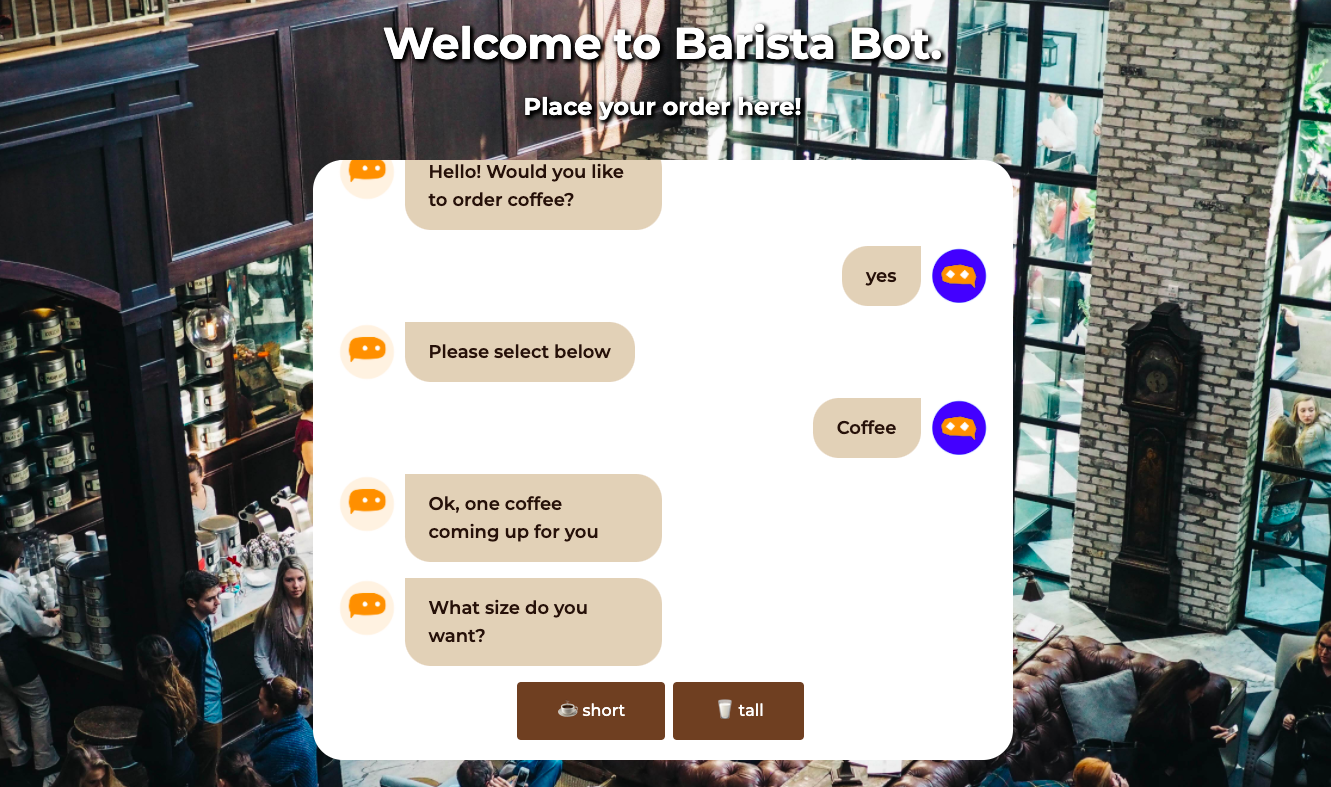 Welcome to Barista Bot.
Place your order here!
Hello! Would you like
to order coffee?
yes
Please select below
Coffee
Ok, one coffee
coming up for you
What size do you
want?
short
tall